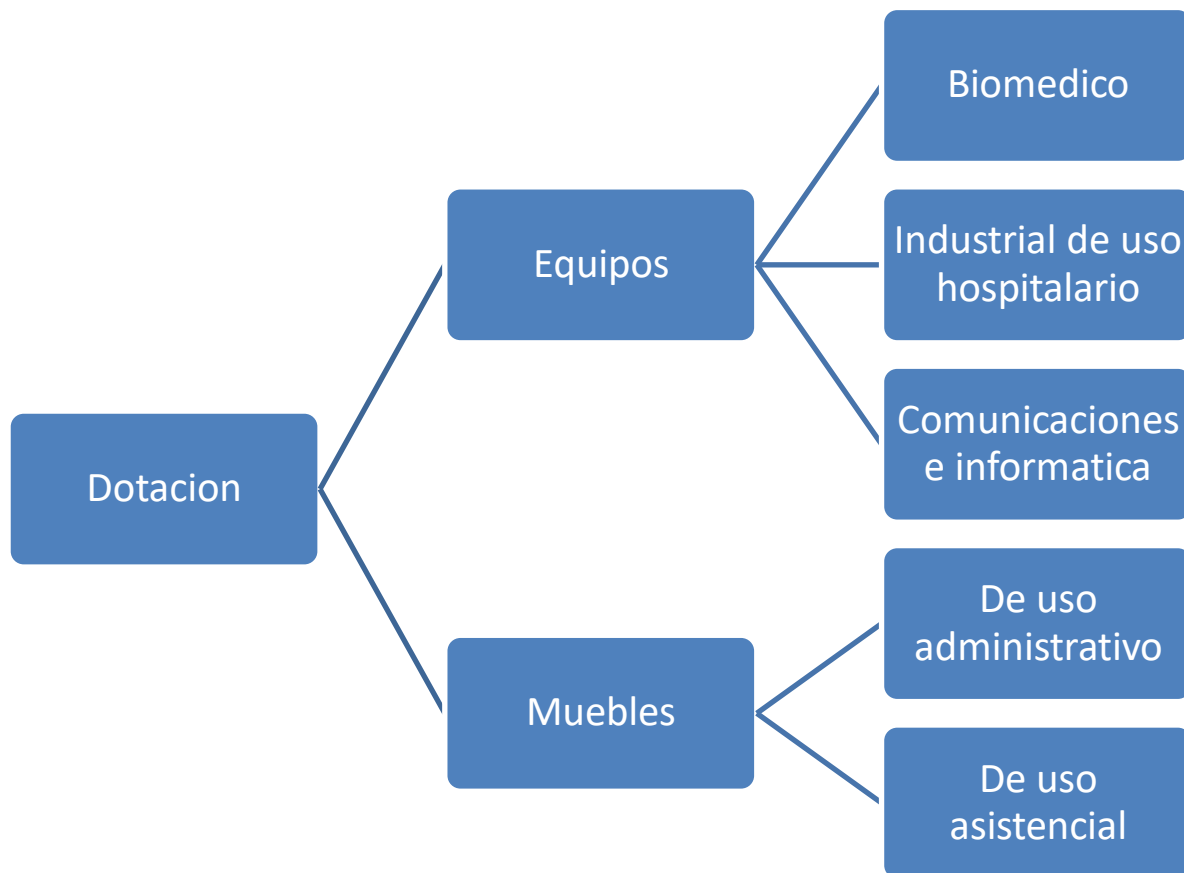 Dotacion
Equipos
Biomedico
Industrial de uso
hospitalario
Comunicaciones
e informatica
Muebles
De uso
administrativo
De uso
asistencial